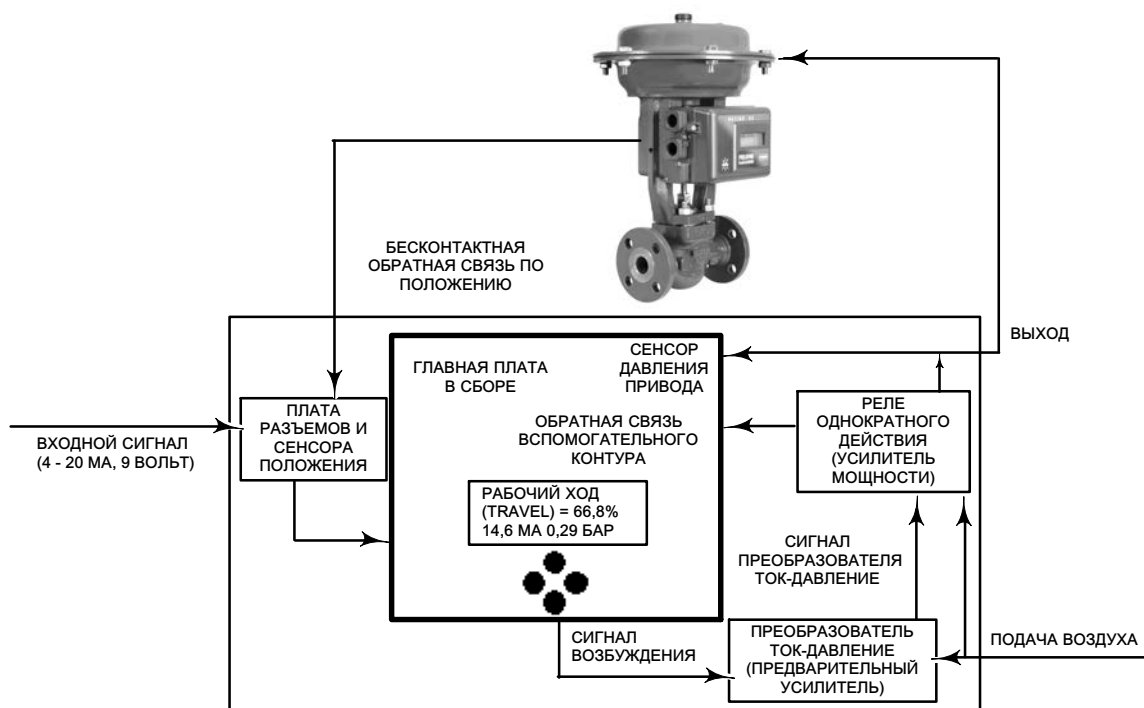 БЕСКОНТАКТНАЯ
ОБРАТНАЯ СВЯЗЬ ПО
ПОЛОЖЕНИЮ
ВЫХОД
ГЛАВНАЯ ПЛАТА
В СБОРЕ
СЕНСОР
ДАВЛЕНИЯ
ПРИВОДА
ПЛАТА
РАЗЪЕМОВ И
СЕНСОРА
ПОЛОЖЕНИЯ
ВХОДНОЙ СИГНАЛ
(4 - 20 МА, 9 ВОЛЬТ)
ОБРАТНАЯ СВЯЗЬ
ВСПОМОГАТЕЛЬНОГО
КОНТУРА
РЕЛЕ
ОДНОКРАТНОГО
ДЕЙСТВИЯ
(УСИЛИТЕЛЬ
МОЩНОСТИ)
РАБОЧИЙ ХОД
(TRAVEL) = 66,8%
14,6 МА 0,29 БАР
СИГНАЛ
ПРЕОБРАЗОВАТЕЛЯ
ТОК-ДАВЛЕНИЕ
СИГНАЛ
ВОЗБУЖДЕНИЯ
ПРЕОБРАЗОВАТЕЛЬ
ТОК-ДАВЛЕНИЕ
(ПРЕДВАРИТЕЛЬНЫЙ
УСИЛИТЕЛЬ)
ПОДАЧА ВОЗДУХА